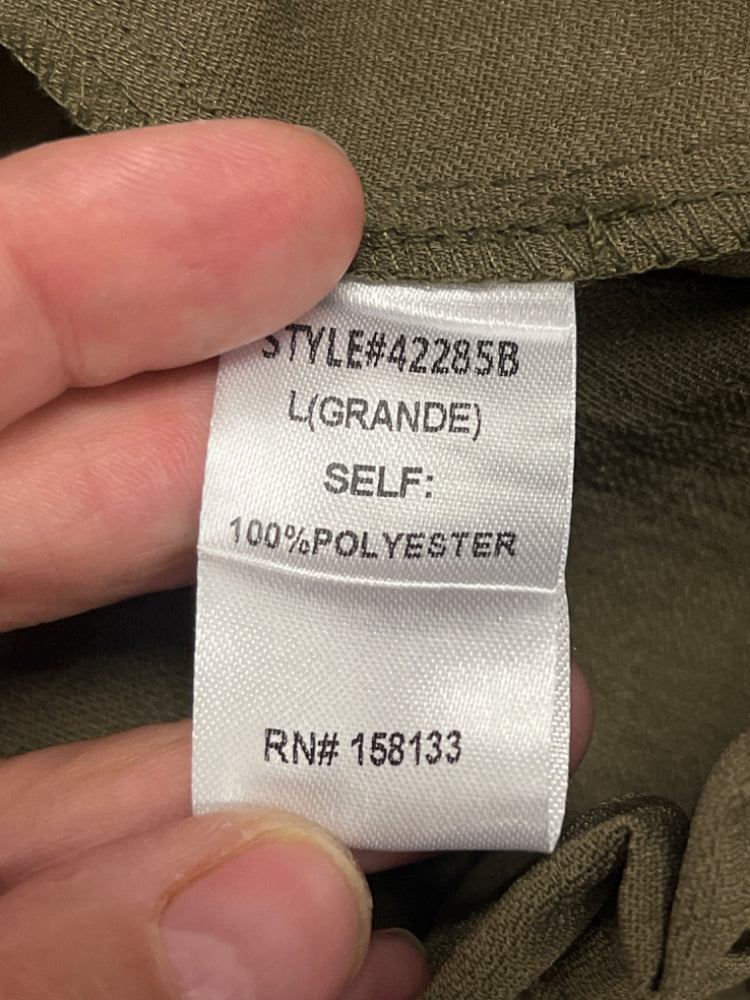 STYLE#42285B
L(GRANDE)
SELF:
100%POLYESTER
RN# 158133